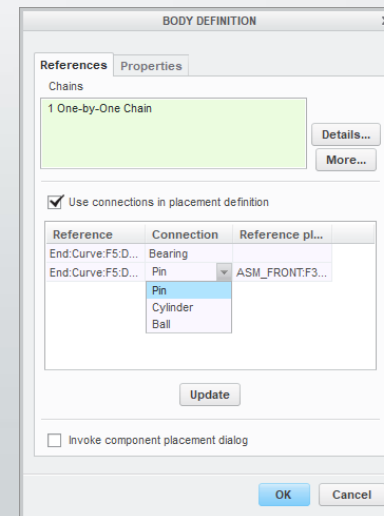 BODY DEFINITION
References Properties
Chains
1 One-by-One Chain
Details...
More...
Use connections in placement definition
Reference Connection Reference pl...
End:Curve:F5:D... Bearing
End:Curve:F5:D... Pin ASM_FRONT:F3...
Pin
Cylinder
Ball
Update
Invoke component placement dialog
OK Cancel